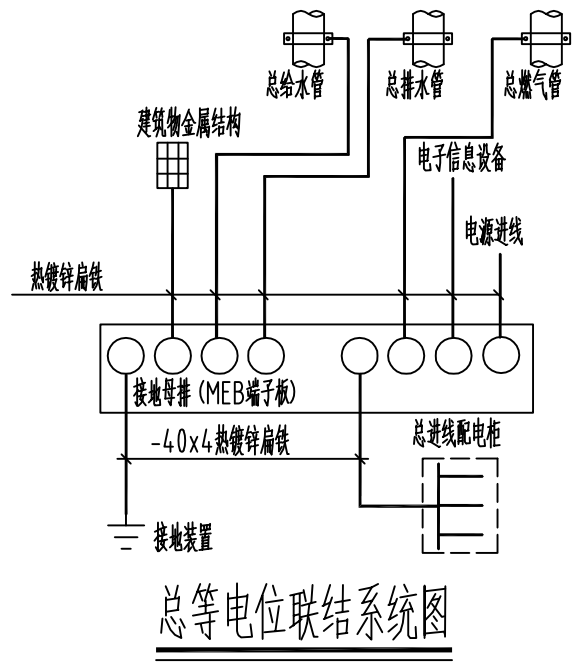 总给水管
总排水管
总燃气管
建筑物金属结构
电子信息设备
电源进线
热镀锌扁铁
接地母排(MEB端子板)
总进线配电柜
-40x4热镀锌扁铁
接地装置
总等电位联结系统图